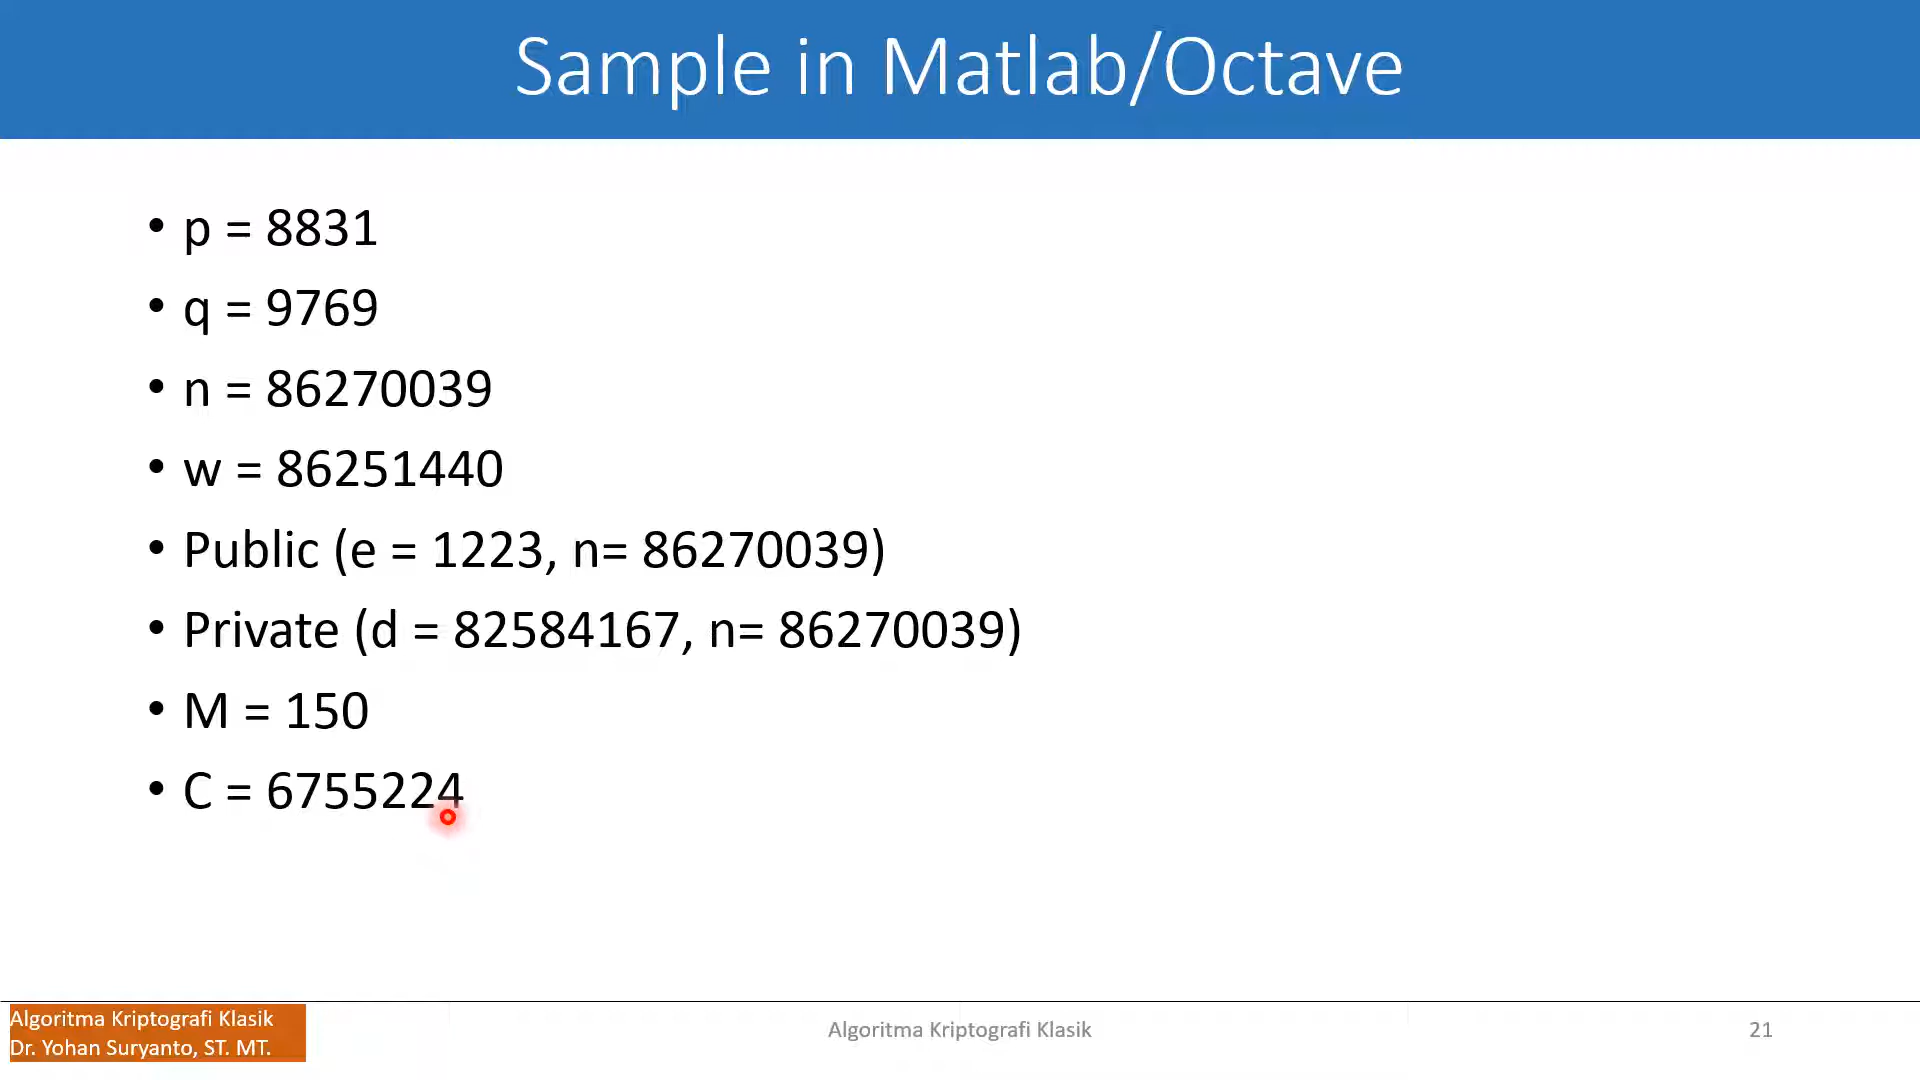 Sample in Matlab/Octave
• p = 8831
• q = 9769
• n = 86270039
• w = 86251440
• Public (e = 1223, n= 86270039)
• Private (d = 82584167, n= 86270039)
• M = 150
• C = 6755224
Algoritma Kriptografi Klasik
Dr. Yohan Suryanto, ST. MT.
Algoritma Kriptografi Klasik
21